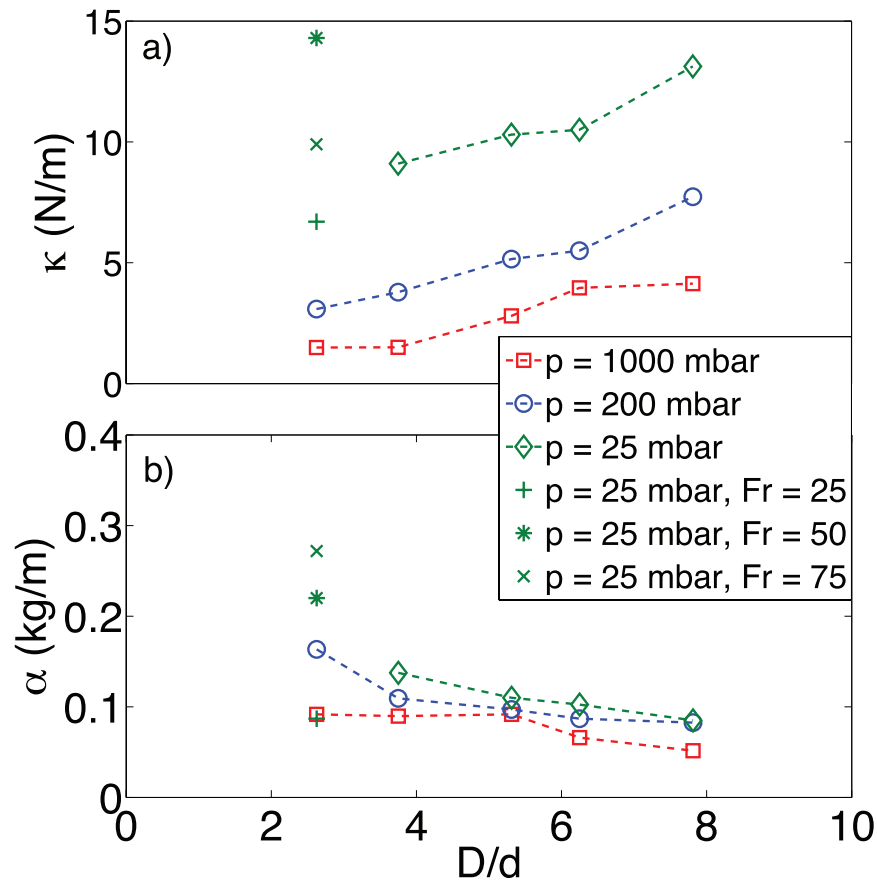 a)
15
10
5
0
κ (N/m)
p = 1000 mbar
p = 200 mbar
p = 25 mbar
p = 25 mbar, Fr = 25
p = 25 mbar, Fr = 50
p = 25 mbar, Fr = 75
b)
0.4
0.3
0.2
0.1
0
α (kg/m)
0 2 4 6 8 10
D/d